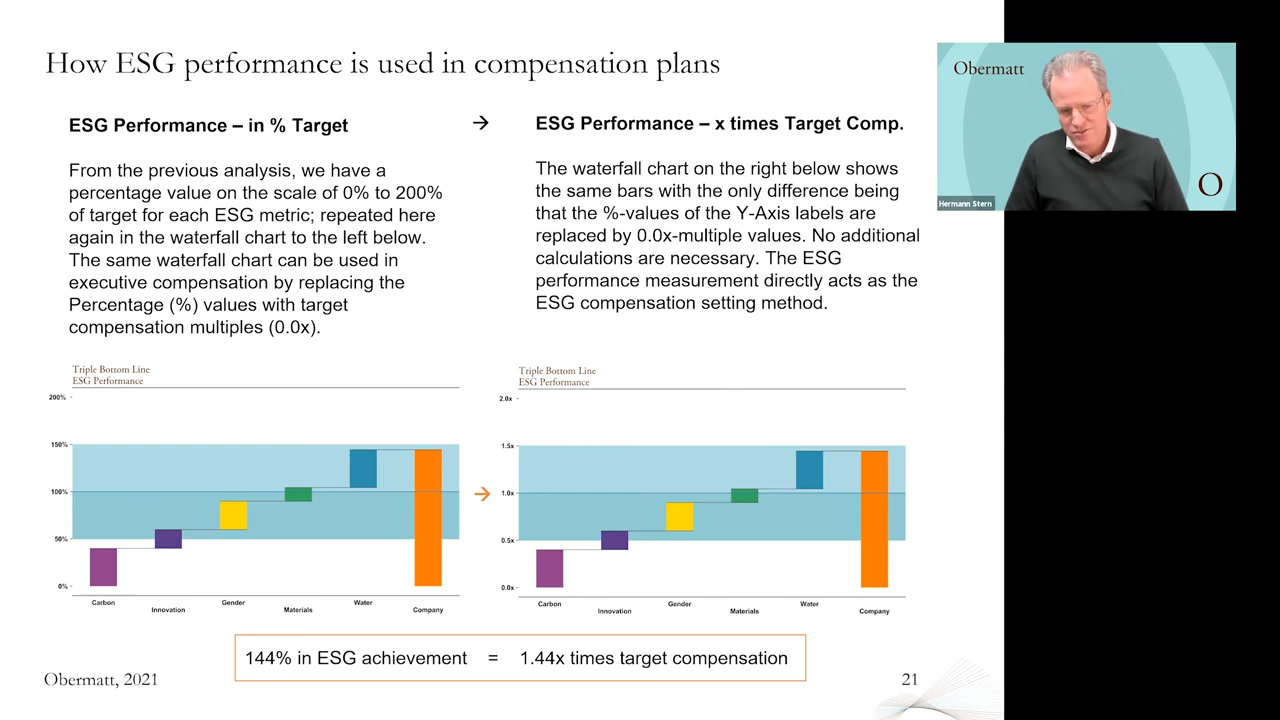 How ESG performance is used in compensation plans
ESG Performance – in % Target
→
ESG Performance – x times Target Comp.
From the previous analysis, we have a
percentage value on the scale of 0% to 200%
of target for each ESG metric; repeated here
again in the waterfall chart to the left below.
The same waterfall chart can be used in
executive compensation by replacing the
Percentage (%) values with target
compensation multiples (0.0x).
The waterfall chart on the right below shows
the same bars with the only difference being
that the %-values of the Y-Axis labels are
replaced by 0.0x-multiple values. No additional
calculations are necessary. The ESG
performance measurement directly acts as the
ESG compensation setting method.
Obermatt
O
Hermann Stern
Triple Bottom Line
ESG Performance
200%
150%
100%
50%
0%
Carbon
Innovation
Gender
Materials
Water
Company
→
Triple Bottom Line
ESG Performance
2.0x
1.5x
1.0x
0.5x
0.0x
Carbon
Innovation
Gender
Materials
Water
Company
144% in ESG achievement = 1.44x times target compensation
Obermatt, 2021
21